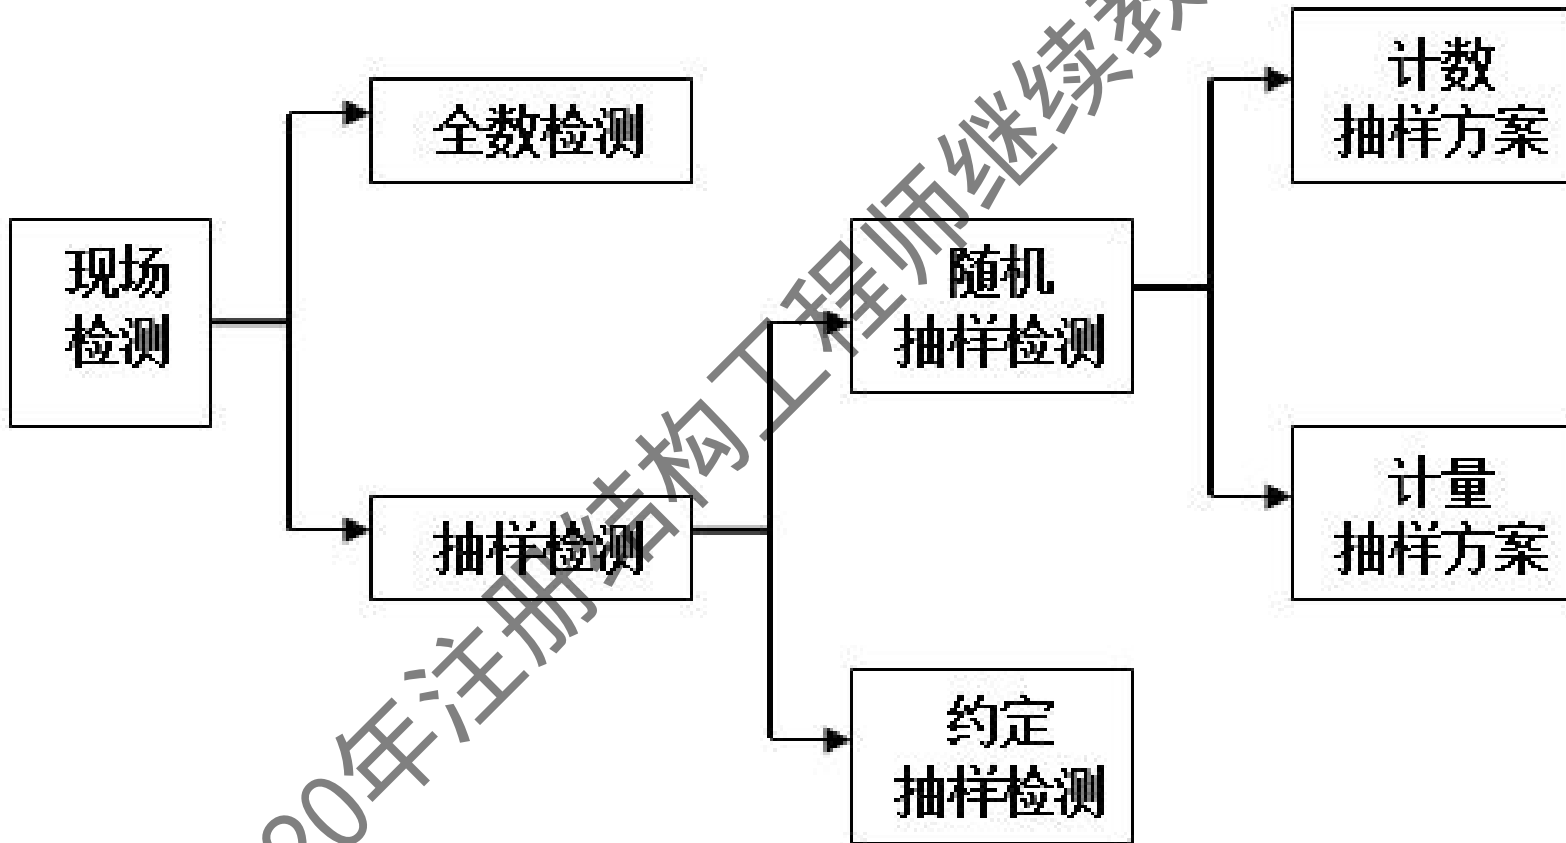 现场
检测
全数检测
抽样检测
随机
抽样检测
约定
抽样检测
计数
抽样方案
计量
抽样方案
20年注册结构工程师继续教